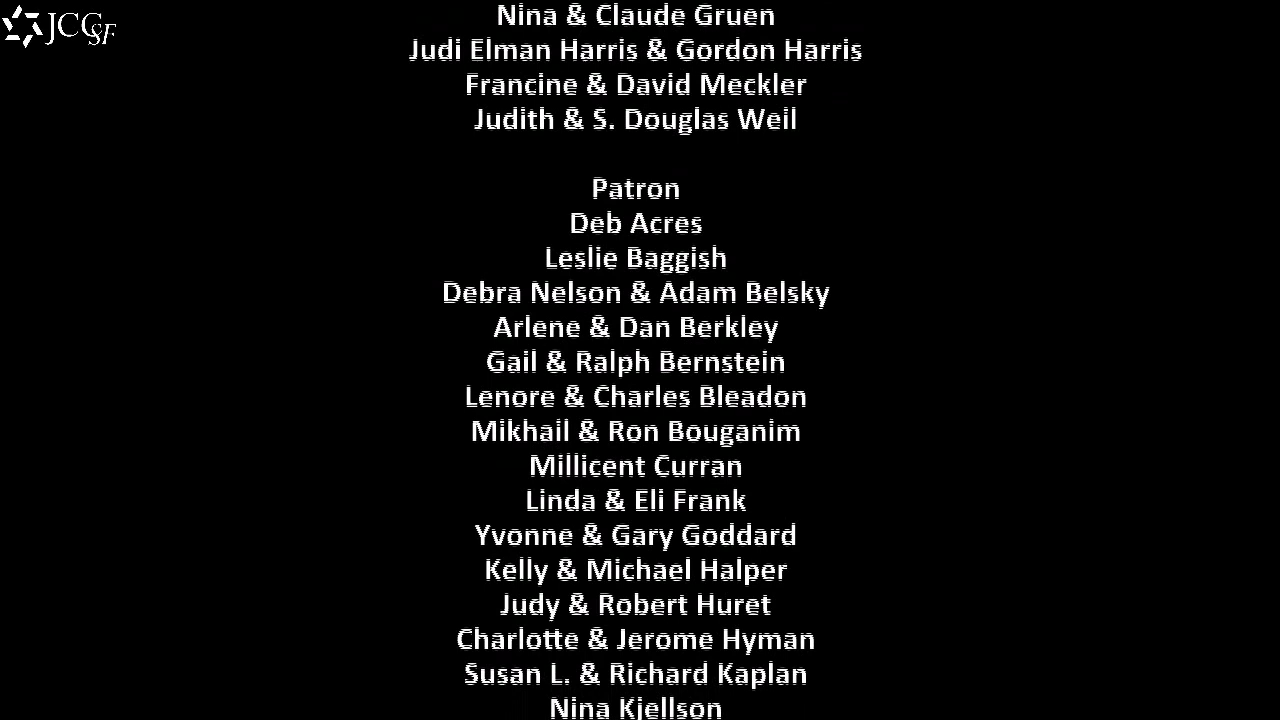 JCCSF
Nina & Claude Gruen
Judi Elman Harris & Gordon Harris
Francine & David Meckler
Judith & S. Douglas Weil
Patron
Deb Acres
Leslie Baggish
Debra Nelson & Adam Belsky
Arlene & Dan Berkley
Gail & Ralph Bernstein
Lenore & Charles Bleadon
Mikhail & Ron Bouganim
Millicent Curran
Linda & Eli Frank
Yvonne & Gary Goddard
Kelly & Michael Halper
Judy & Robert Huret
Charlotte & Jerome Hyman
Susan L. & Richard Kaplan
Nina Kjellson